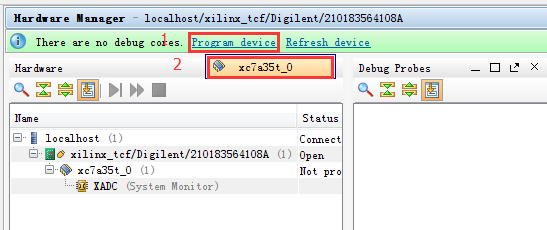 Hardware Manager - localhost/xilinx_tcf/Digilent/210183564108A
There are no debug cores. Program device Refresh device
1
2 xc7a35t_0
Hardware
Debug Probes
Name Status
localhost (1) Connect
xilinx_tcf/Digilent/210183564108A (1) Open
xc7a35t_0 (1) Not pro
XADC (System Monitor)